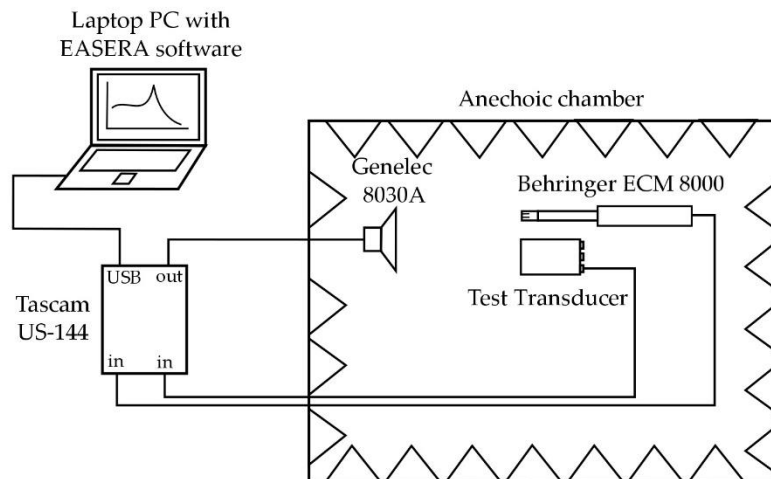 Laptop PC with
EASERA software
Anechoic chamber
Genelec
8030A
Behringer ECM 8000
Test Transducer
USB
out
Tascam
US-144
in
in